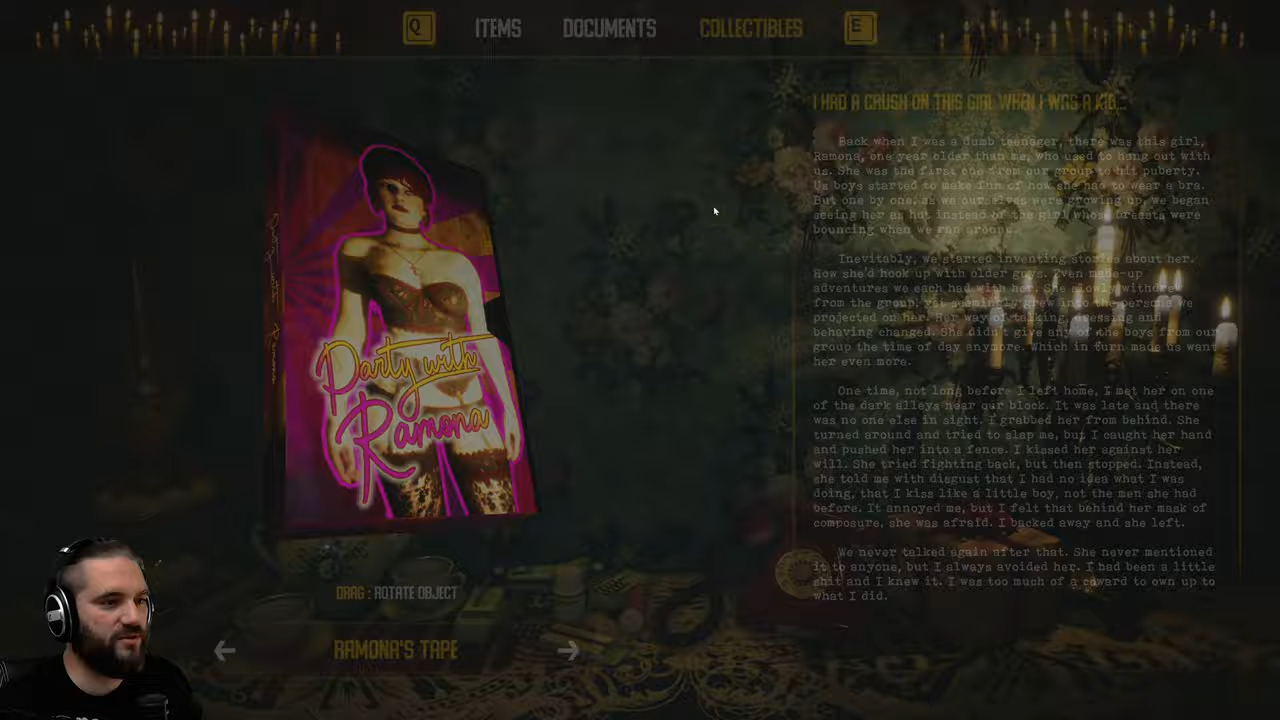 Q ITEMS DOCUMENTS COLLECTIBLES E
I HAD A CRUSH ON THIS GIRL WHEN I WAS A KID...
Back when I was a dumb teenager, there was this girl,
Ramona, one year older than me, who used to hang out with
us. She was the first one from our group to hit puberty.
Us boys started to make fun of how she had to wear a bra.
But one by one, as we ourselves were growing up, we began
seeing her as hot instead of the girl whose breasts were
bouncing when we ran around.
Inevitably, we started inventing stories about her.
How she'd hook up with older guys. Even made-up
adventures we each had with her. She slowly withdrew
from the group, yet seemingly grew into the persona we
projected on her. Her way of talking, dressing and
behaving changed. She didn't give any of the boys from our
group the time of day anymore. Which in turn made us want
her even more.
One time, not long before I left home, I met her on one
of the dark alleys near our block. It was late and there
was no one else in sight. I grabbed her from behind. She
turned around and tried to slap me, but I caught her hand
and pushed her into a fence. I kissed her against her
will. She tried fighting back, but then stopped. Instead,
she told me with disgust that I had no idea what I was
doing, that I kiss like a little boy, not the men she had
before. It annoyed me, but I felt that behind her mask of
composure, she was afraid. I backed away and she left.
We never talked again after that. She never mentioned
it to anyone, but I always avoided her. I had been a little
shit and I knew it. I was too much of a coward to own up to
what I did.
Party with
Ramona
Party with Ramona
DRAG : ROTATE OBJECT
RAMONA'S TAPE